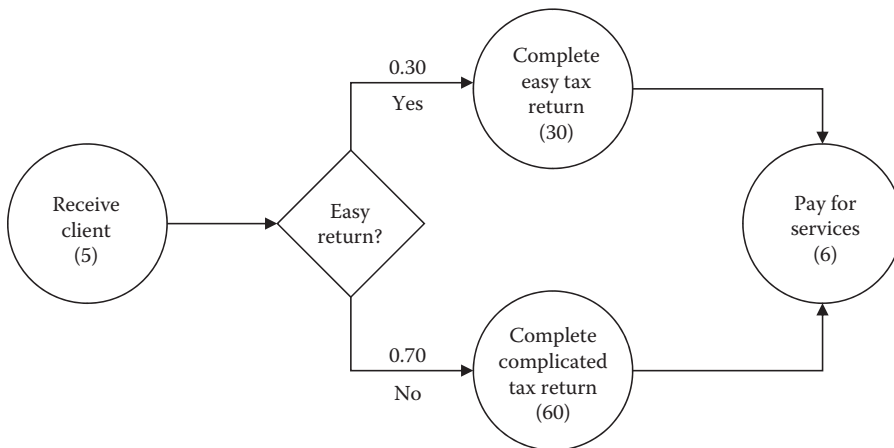 Receive
client
(5)
Easy
return?
0.30
Yes
Complete
easy tax
return
(30)
0.70
No
Complete
complicated
tax return
(60)
Pay for
services
(6)